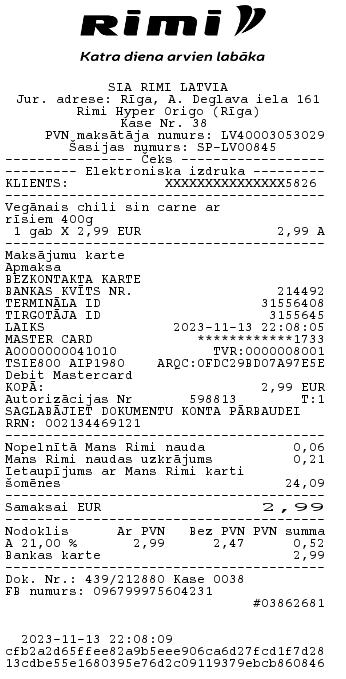 Rimi
Katra diena arvien labāka
SIA RIMI LATVIA
Jur. adrese: Rīga, A. Deglava iela 161
Rimi Hyper Origo (Rīga)
Kase Nr. 38
PVN maksātāja numurs: LV40003053029
Šasijas numurs: SP-LV00845
---------------- Čeks -----------------
--------- Elektroniska izdruka ---------
KLIENTS: XXXXXXXXXXXXXXX5826
Vegānais chili sin carne ar
rīsiem 400g
1 gab X 2,99 EUR 2,99 A
Maksājumu karte
Apmaksa
BEZKONTAKTA KARTE
BANKAS KVĪTS NR. 214492
TERMINĀLA ID 31556408
TIRGOTĀJA ID 3155645
LAIKS 2023-11-13 22:08:05
MASTER CARD ************1733
A0000000041010 TVR:0000008001
TSIE800 AIP1980 ARQC:0FDC29BD07A97E5E
Debit Mastercard
KOPĀ: 2,99 EUR
Autorizācijas Nr 598813 T:1
SAGLABĀJIET DOKUMENTU KONTA PĀRBAUDEI
RRN: 002134469121
Nopelnītā Mans Rimi nauda 0,06
Mans Rimi naudas uzkrājums 0,21
Ietaupījums ar Mans Rimi karti
šomēnes 24,09
Samaksai EUR 2,99
Nodoklis Ar PVN Bez PVN PVN summa
A 21,00 % 2,99 2,47 0,52
Bankas karte 2,99
Dok. Nr.: 439/212880 Kase 0038
FB numurs: 096799975604231
#03862681
2023-11-13 22:08:09
cfb2a2d65ffee82a9b5eee906ca6d27fcd1f7d28
13cdbe55e1680395e76d2c09119379ebcb860846